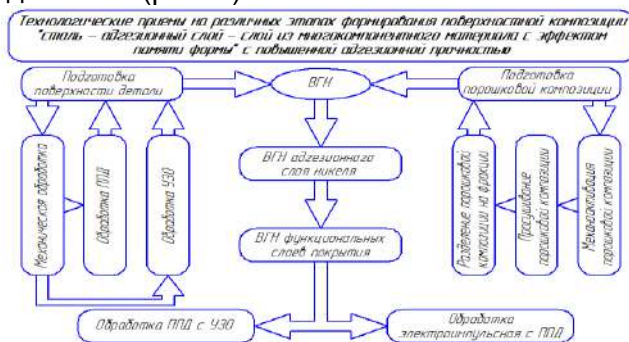 Технологические приемы на различных этапах формирования поверхностной композиции
"сталь – адгезионный слой – слой из многокомпонентного материала с эффектом
памяти формы" с повышенной адгезионной прочностью
Подготовка
поверхности детали
ВГН
Подготовка
порошковой композиции
Механическая обработка
Обработка ППД
Обработка УЗО
ВГН адгезионного
слоя никеля
ВГН функциональных
слоев покрытия
Разделение порошковой
композиции на фракции
Просушивание
порошковой композиции
Механоактивация
порошковой композиции
Обработка ППД с УЗО
Обработка
электроимпульсная с ППД